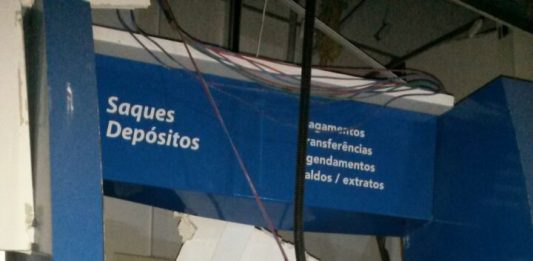 Saques
Depósitos
agamentos
ransferências
gendamentos
aldos / extratos